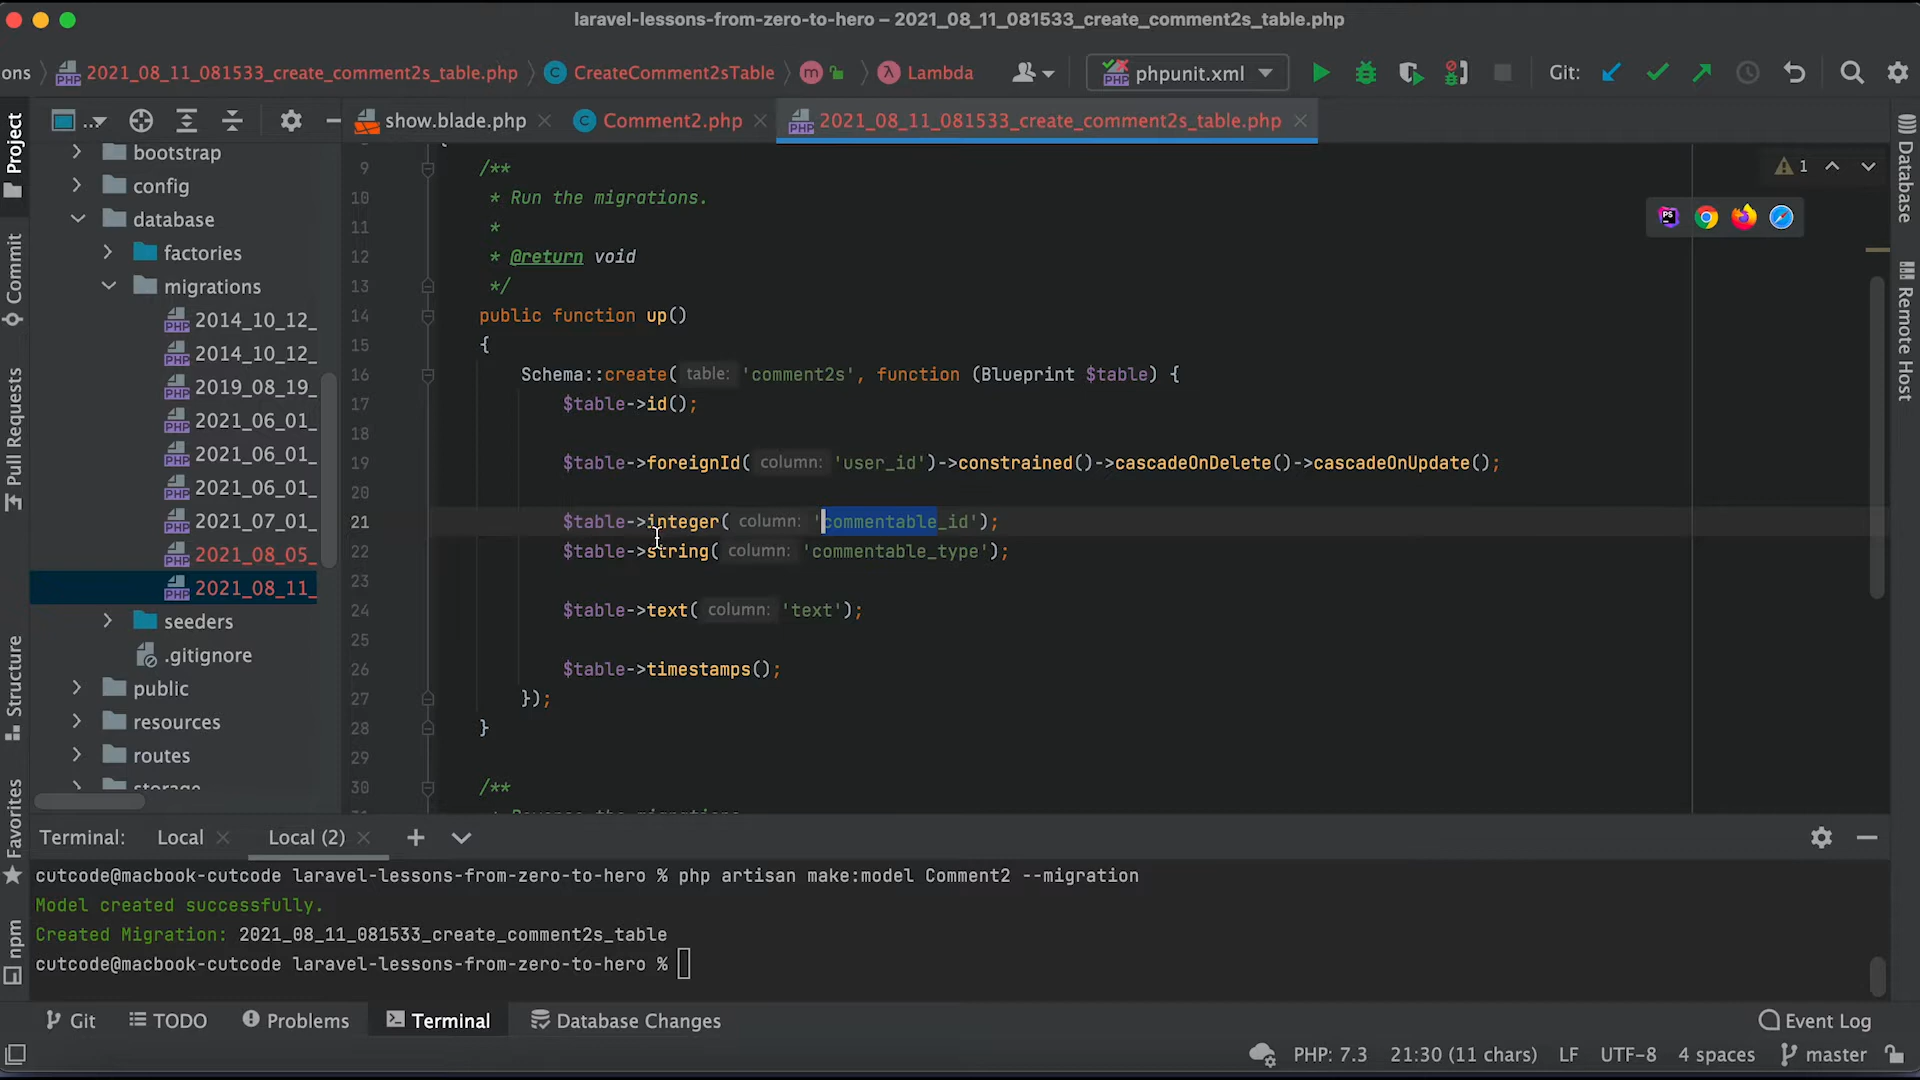 laravel-lessons-from-zero-to-hero – 2021_08_11_081533_create_comment2s_table.php
ons 2021_08_11_081533_create_comment2s_table.php CreateComment2sTable m λ Lambda phpunit.xml Git:
show.blade.php Comment2.php 2021_08_11_081533_create_comment2s_table.php
Project
Commit
Pull Requests
Structure
Favorites
npm
bootstrap
config
database
factories
migrations
2014_10_12_
2014_10_12_
2019_08_19_
2021_06_01_
2021_06_01_
2021_06_01_
2021_07_01_
2021_08_05_
2021_08_11_
seeders
.gitignore
public
resources
routes
storage
9 /**
10 * Run the migrations.
11 *
12 * @return void
13 */
14 public function up()
15 {
16 Schema::create( table: 'comment2s', function (Blueprint $table) {
17 $table->id();
18
19 $table->foreignId( column: 'user_id')->constrained()->cascadeOnDelete()->cascadeOnUpdate();
20
21 $table->integer( column: 'commentable_id');
22 $table->string( column: 'commentable_type');
23
24 $table->text( column: 'text');
25
26 $table->timestamps();
27 });
28 }
29
30 /**
1
Database
Remote Host
Terminal: Local Local (2)
cutcode@macbook-cutcode laravel-lessons-from-zero-to-hero % php artisan make:model Comment2 --migration
Model created successfully.
Created Migration: 2021_08_11_081533_create_comment2s_table
cutcode@macbook-cutcode laravel-lessons-from-zero-to-hero %
Git TODO Problems Terminal Database Changes Event Log
PHP: 7.3 21:30 (11 chars) LF UTF-8 4 spaces master